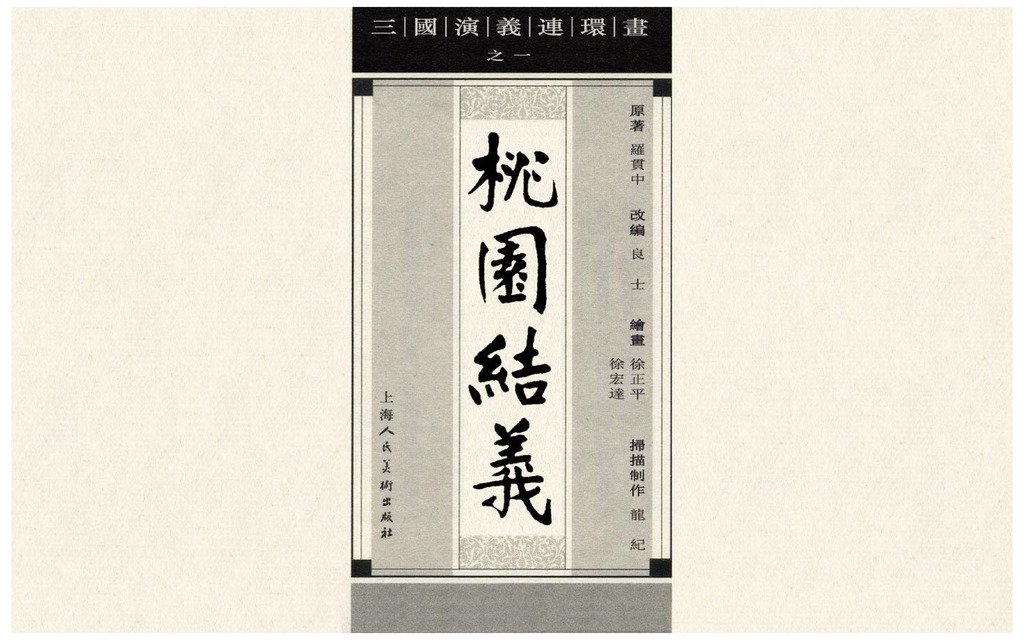 三國演義連環畫
之一
桃園結義
原著 羅貫中 改編 良士 繪畫 徐正平 掃描制作 龍紀
徐宏達
上海人民美術出版社